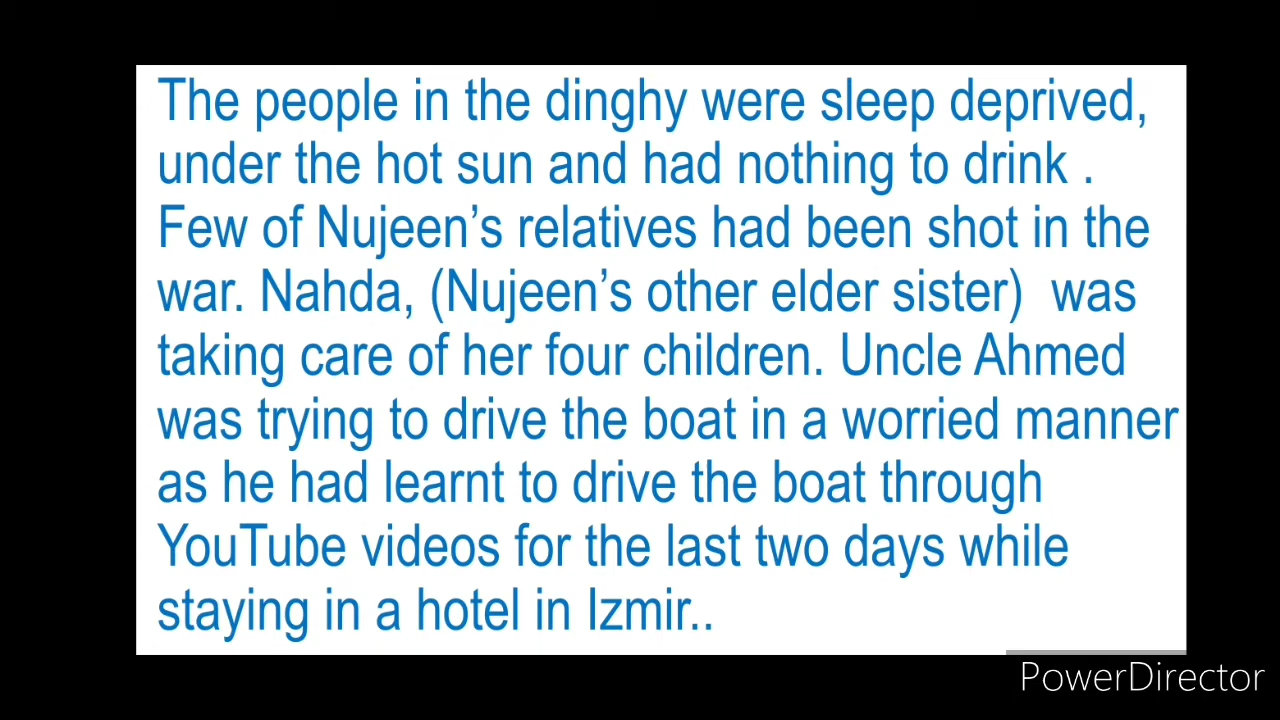 The people in the dinghy were sleep deprived,
under the hot sun and had nothing to drink .
Few of Nujeen’s relatives had been shot in the
war. Nahda, (Nujeen’s other elder sister)  was
taking care of her four children. Uncle Ahmed
was trying to drive the boat in a worried manner
as he had learnt to drive the boat through
YouTube videos for the last two days while
staying in a hotel in Izmir..
PowerDirector